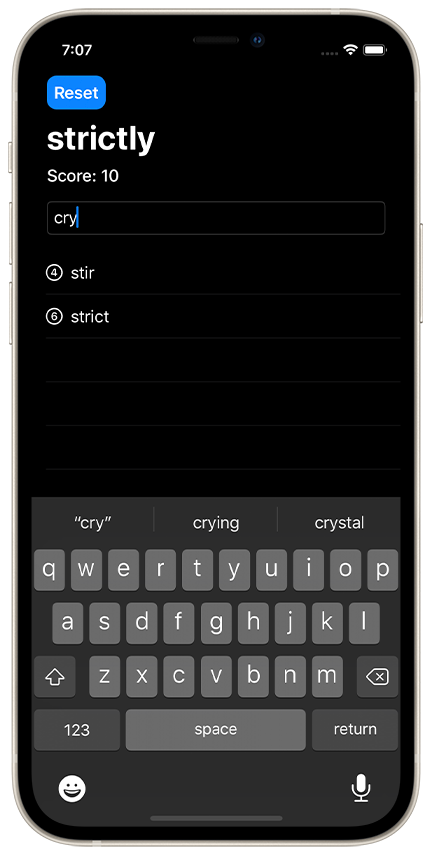 7:07
Reset
strictly
Score: 10
cry
4 stir
6 strict
“cry” crying crystal
q w e r t y u i o p
a s d f g h j k l
z x c v b n m
123 space return